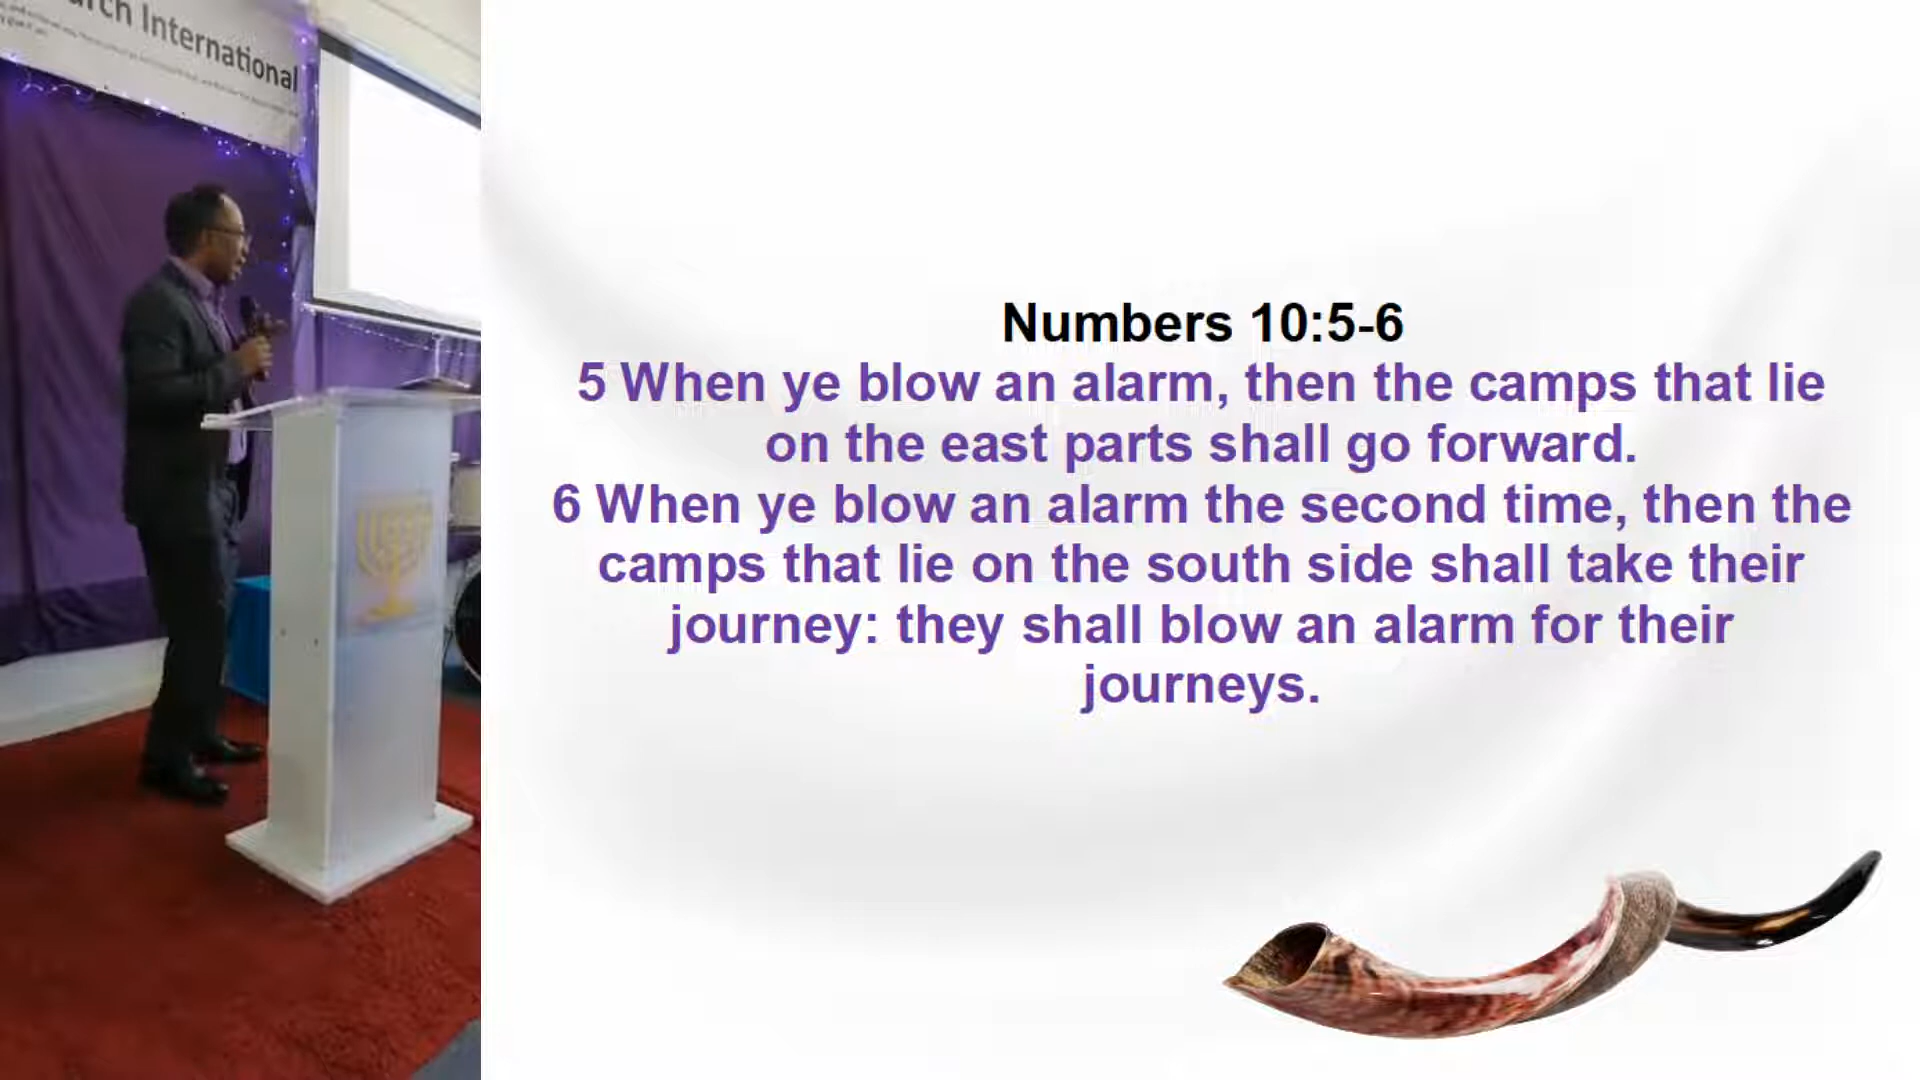 rch International
Numbers 10:5-6
5 When ye blow an alarm, then the camps that lie
on the east parts shall go forward.
6 When ye blow an alarm the second time, then the
camps that lie on the south side shall take their
journey: they shall blow an alarm for their
journeys.